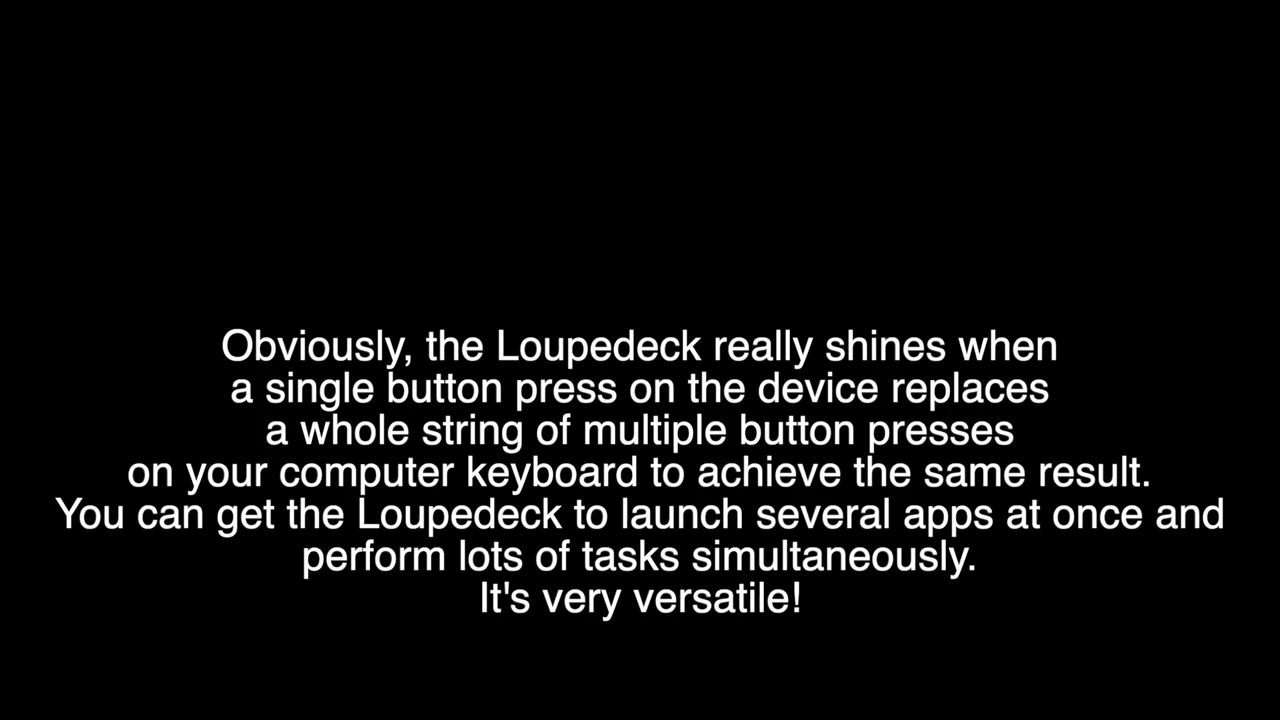 Obviously, the Loupedeck really shines when
a single button press on the device replaces
a whole string of multiple button presses
on your computer keyboard to achieve the same result.
You can get the Loupedeck to launch several apps at once and
perform lots of tasks simultaneously.
It's very versatile!